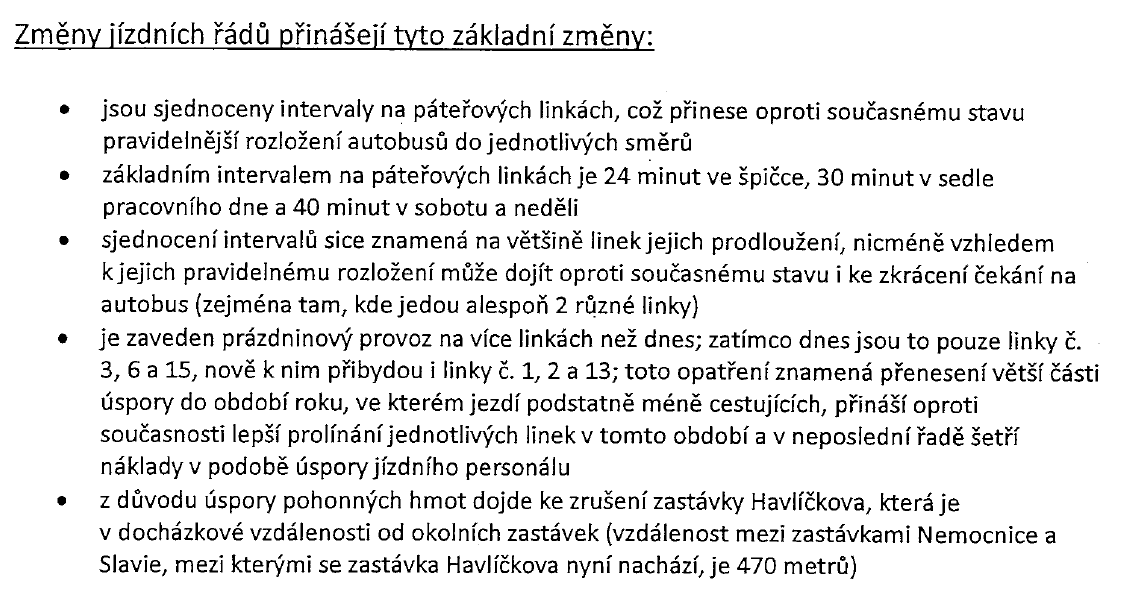 Změny jízdních řádů přinášejí tyto základní změny:
• jsou sjednoceny intervaly na páteřových linkách, což přinese oproti současnému stavu
pravidelnější rozložení autobusů do jednotlivých směrů
• základním intervalem na páteřových linkách je 24 minut ve špičce, 30 minut v sedle
pracovního dne a 40 minut v sobotu a neděli
• sjednocení intervalů sice znamená na většině linek jejich prodloužení, nicméně vzhledem
k jejich pravidelnému rozložení může dojít oproti současnému stavu i ke zkrácení čekání na
autobus (zejména tam, kde jedou alespoň 2 různé linky)
• je zaveden prázdninový provoz na více linkách než dnes; zatímco dnes jsou to pouze linky č.
3, 6 a 15, nově k nim přibydou i linky č. 1, 2 a 13; toto opatření znamená přenesení větší části
úspory do období roku, ve kterém jezdí podstatně méně cestujících, přináší oproti
současnosti lepší prolínání jednotlivých linek v tomto období a v neposlední řadě šetří
náklady v podobě úspory jízdního personálu
• z důvodu úspory pohonných hmot dojde ke zrušení zastávky Havlíčkova, která je
v docházkové vzdálenosti od okolních zastávek (vzdálenost mezi zastávkami Nemocnice a
Slavie, mezi kterými se zastávka Havlíčkova nyní nachází, je 470 metrů)